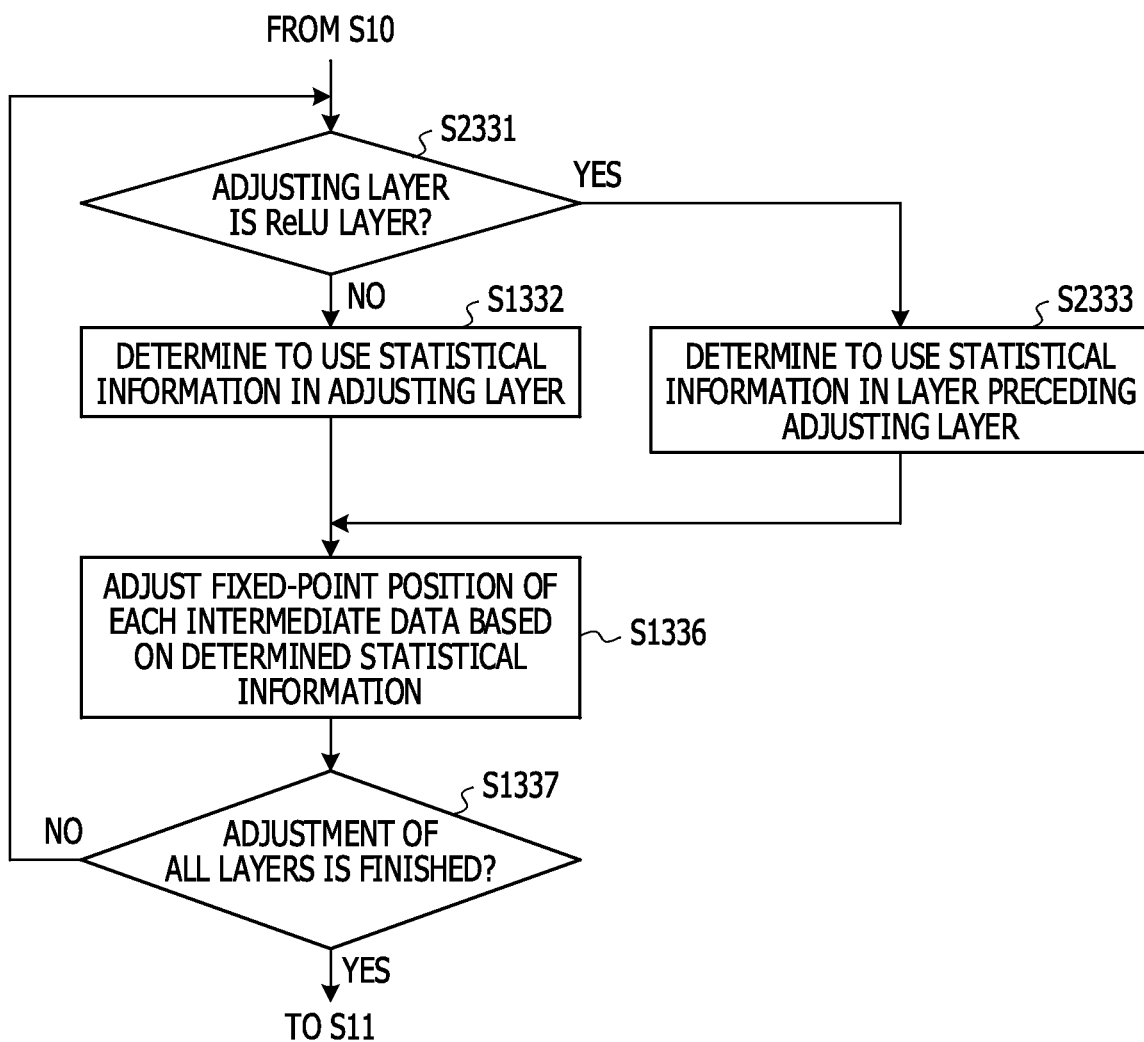 FROM S10
S2331
ADJUSTING LAYER
IS ReLU LAYER?
YES
NO
S1332
DETERMINE TO USE STATISTICAL
INFORMATION IN ADJUSTING LAYER
S2333
DETERMINE TO USE STATISTICAL
INFORMATION IN LAYER PRECEDING
ADJUSTING LAYER
ADJUST FIXED-POINT POSITION OF
EACH INTERMEDIATE DATA BASED
ON DETERMINED STATISTICAL
INFORMATION
S1336
S1337
ADJUSTMENT OF
ALL LAYERS IS FINISHED?
NO
YES
TO S11